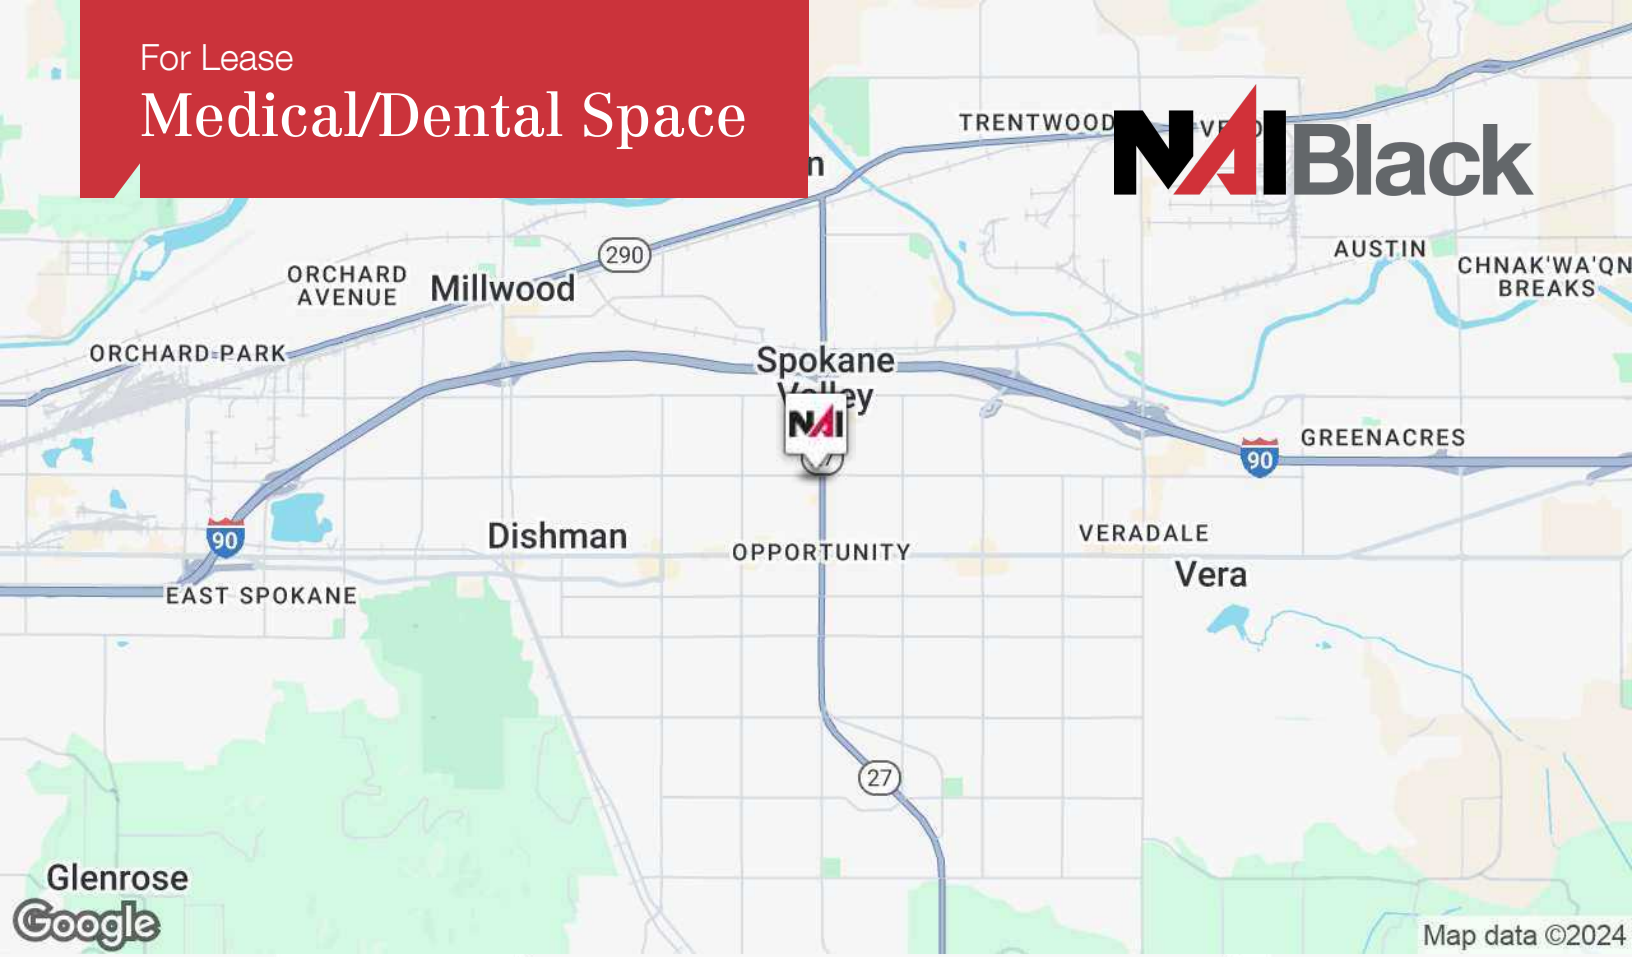 For Lease
Medical/Dental Space
n
TRENTWOOD
NAIBlack
290
ORCHARD
AVENUE
Millwood
AUSTIN
CHNAK'WA'QN
BREAKS
ORCHARD PARK
Spokane
Valley
NAI
GREENACRES
90
90
Dishman
OPPORTUNITY
VERADALE
Vera
EAST SPOKANE
27
Glenrose
Google
Map data ©2024